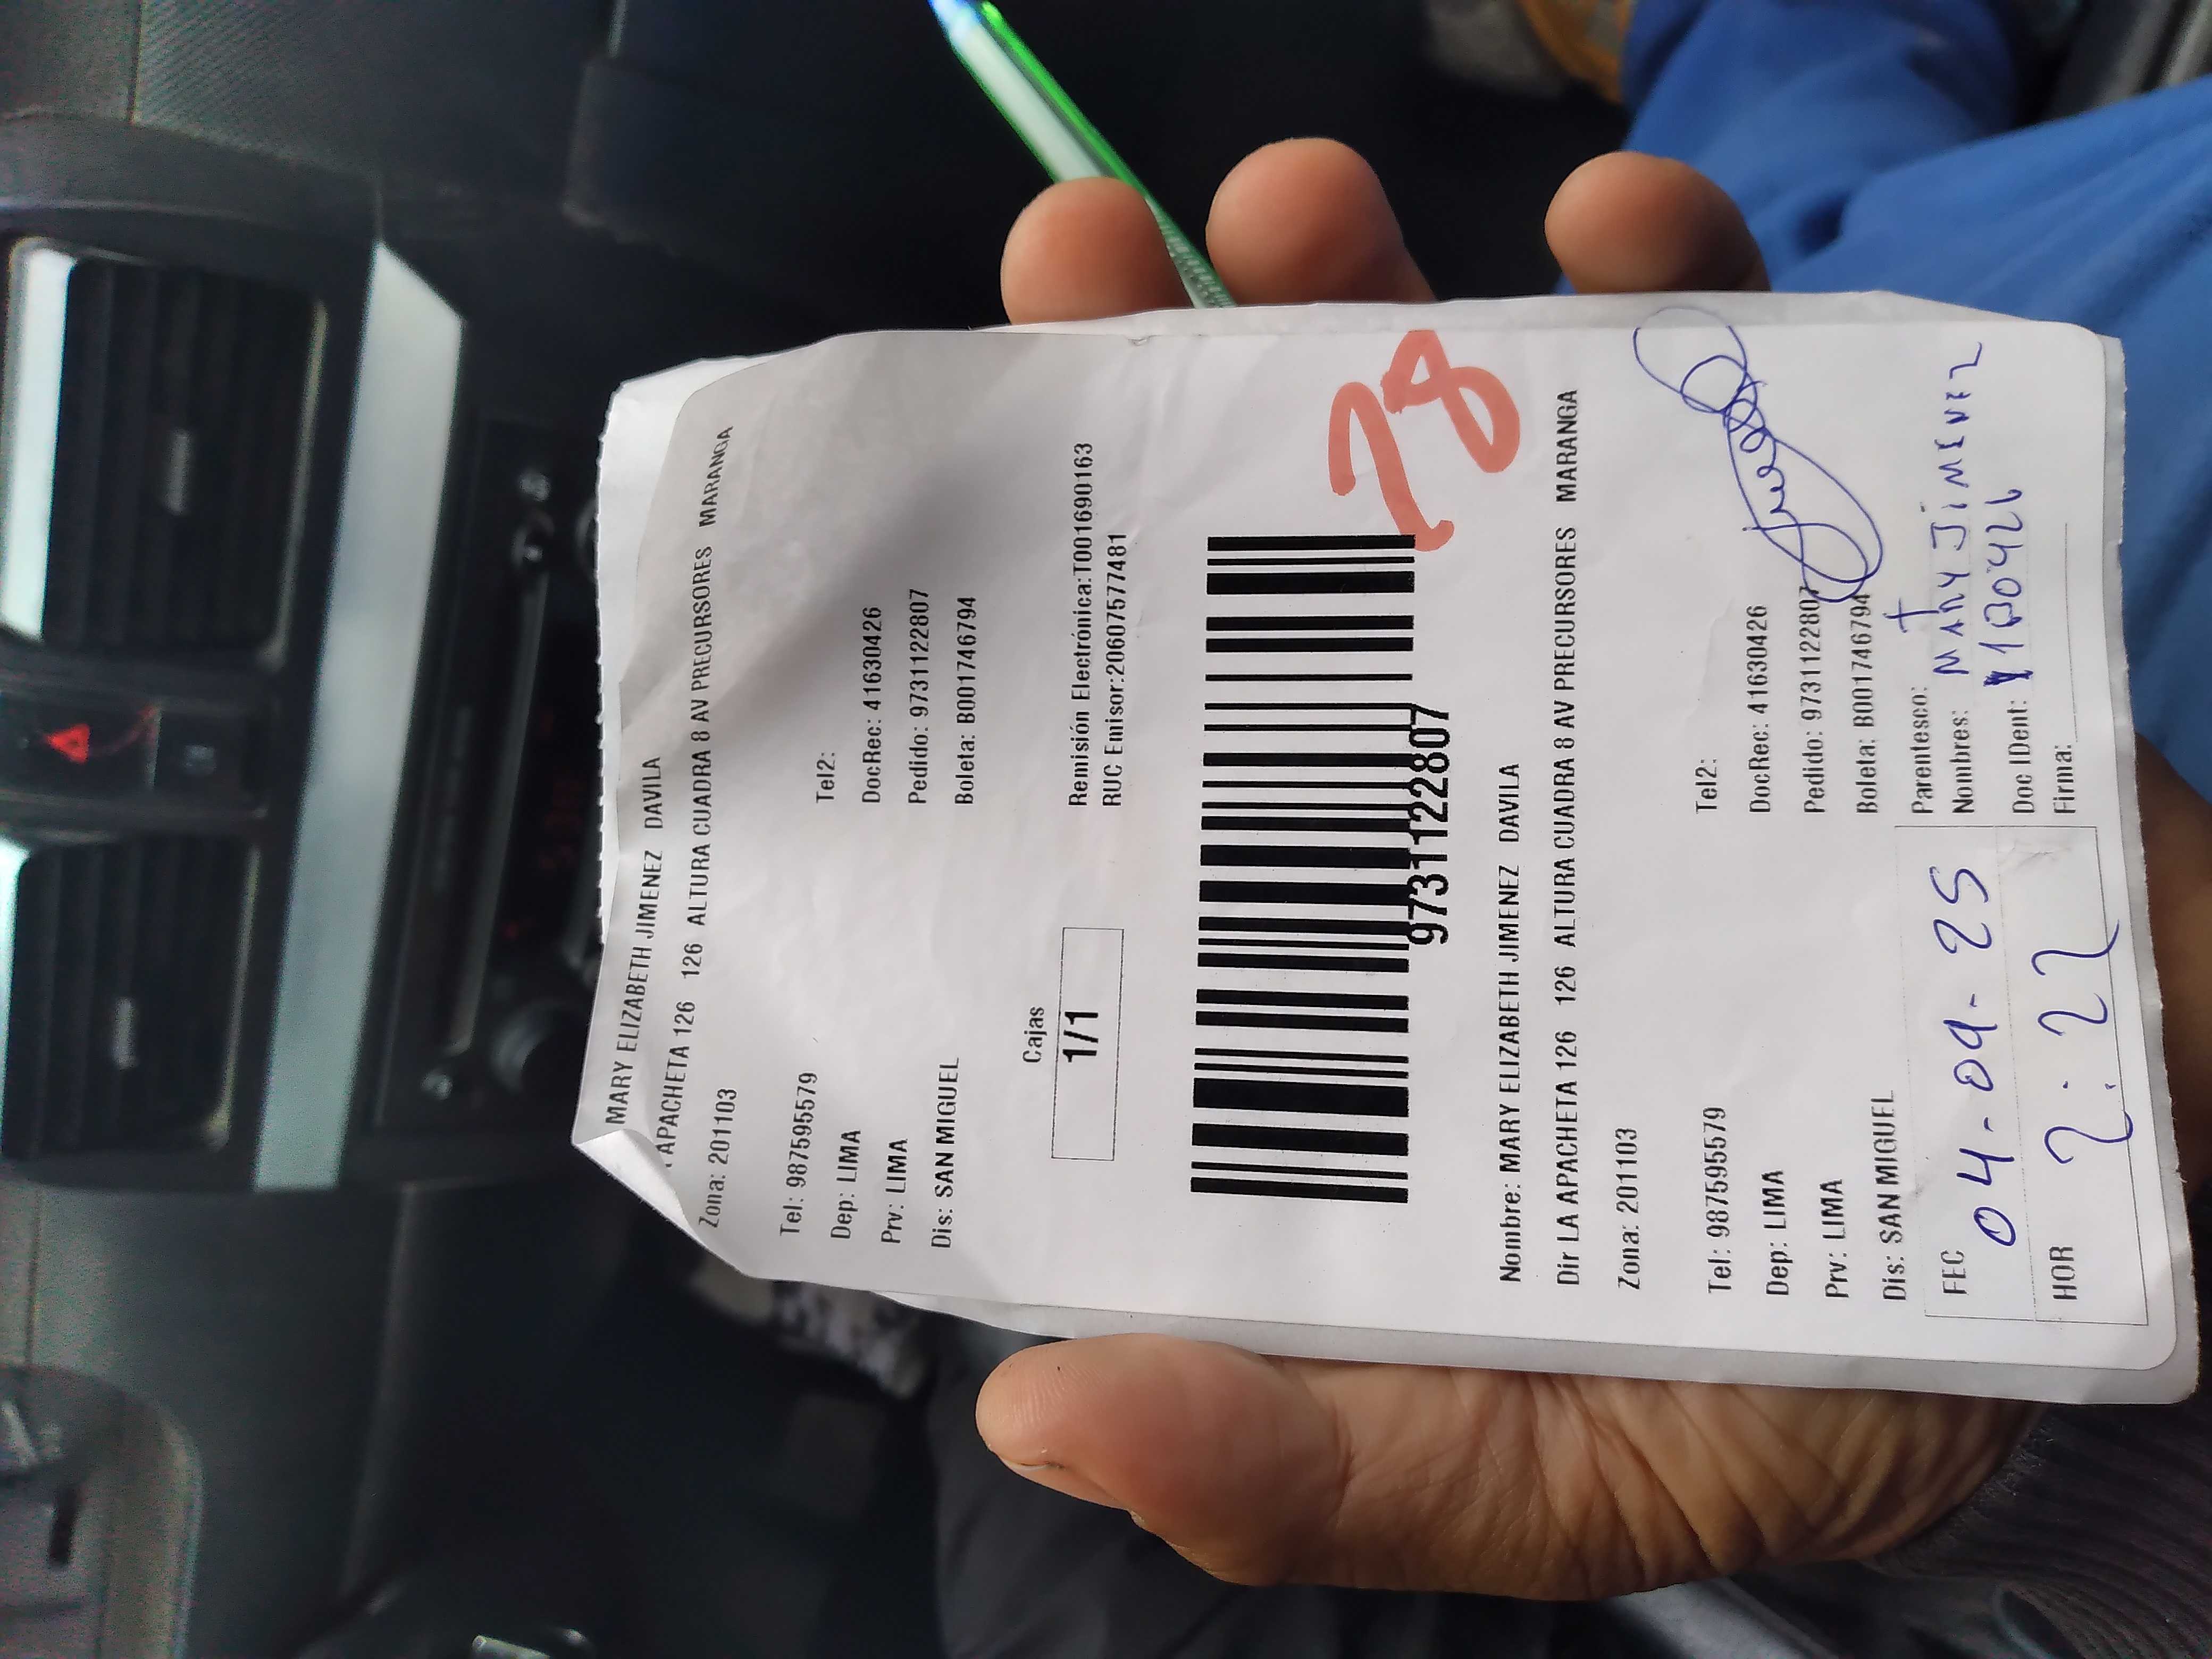 MARY ELIZABETH JIMENEZ DAVILA
APACHETA 126 126 ALTURA CUADRA 8 AV PRECURSORES MARANGA
Zona: 201103
Tel: 987595579 Tel2:
Dep: LIMA DocRec: 41630426
Prv: LIMA Pedido: 9731122807
Dis: SAN MIGUEL Boleta: B001746794
Cajas
1/1
Remisión Electrónica:T001690163
RUC Emisor:20607577481
78
9731122807
Nombre: MARY ELIZABETH JIMENEZ DAVILA
Dir LA APACHETA 126 126 ALTURA CUADRA 8 AV PRECURSORES MARANGA
Zona: 201103
Tel: 987595579 Tel2:
Dep: LIMA DocRec: 41630426
Prv: LIMA Pedido: 9731122807
Dis: SAN MIGUEL Boleta: B001746794
FEC 04-09-25
HOR 2:22
Parentesco: T
Nombres: MARY JIMENEZ
Doc IDent:
Firma: